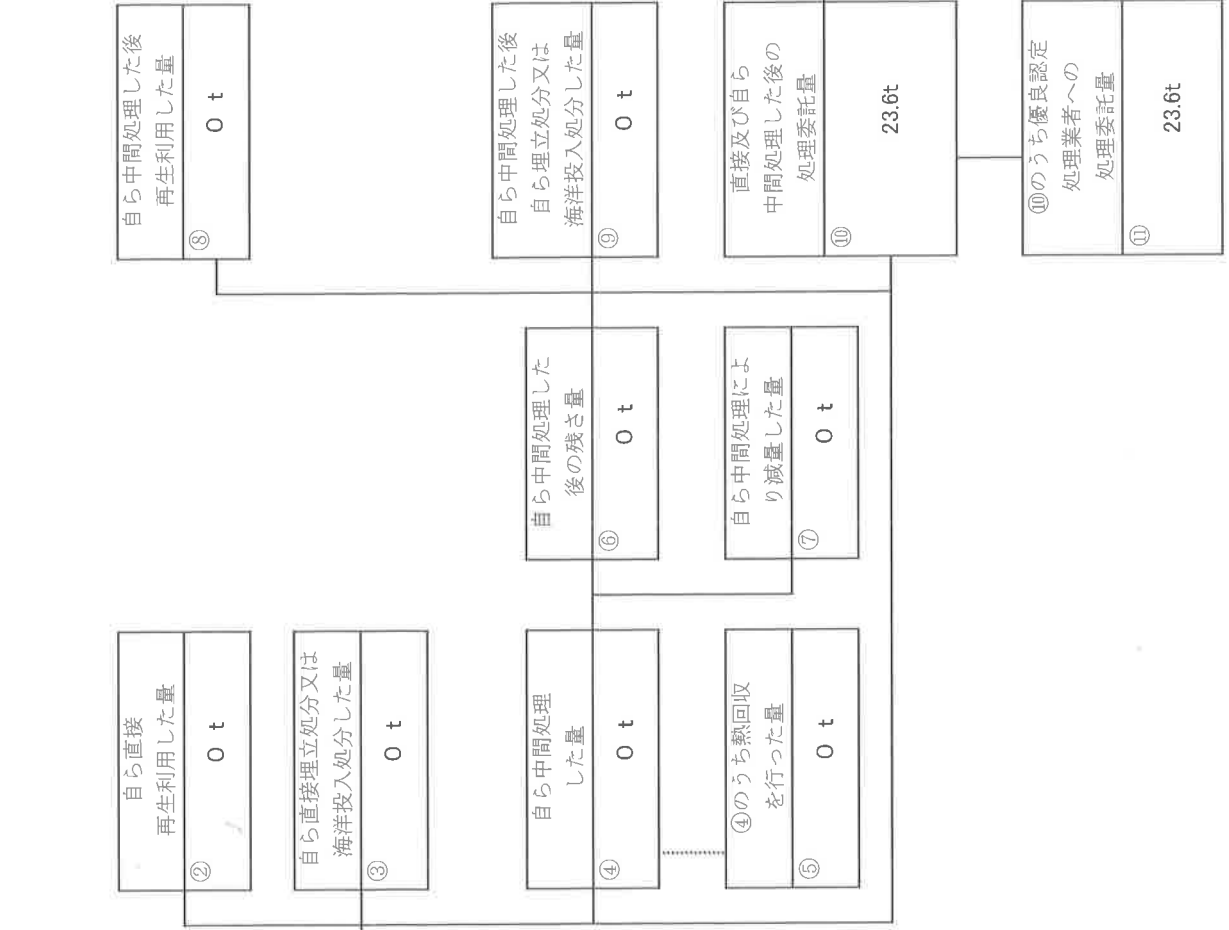 自ら直接
再生利用した量
②
0 t
自ら直接埋立処分又は
海洋投入処分した量
③
0 t
自ら中間処理
した量
④
0 t
④のうち熱回収
を行った量
⑤
0 t
自ら中間処理した
後の残さ量
⑥
0 t
自ら中間処理によ
り減量した量
⑦
0 t
自ら中間処理した後
再生利用した量
⑧
0 t
自ら中間処理した後
自ら埋立処分又は
海洋投入処分した量
⑨
0 t
直接及び自ら
中間処理した後の
処理委託量
⑩
23.6t
⑩のうち優良認定
処理業者への
処理委託量
⑪
23.6t